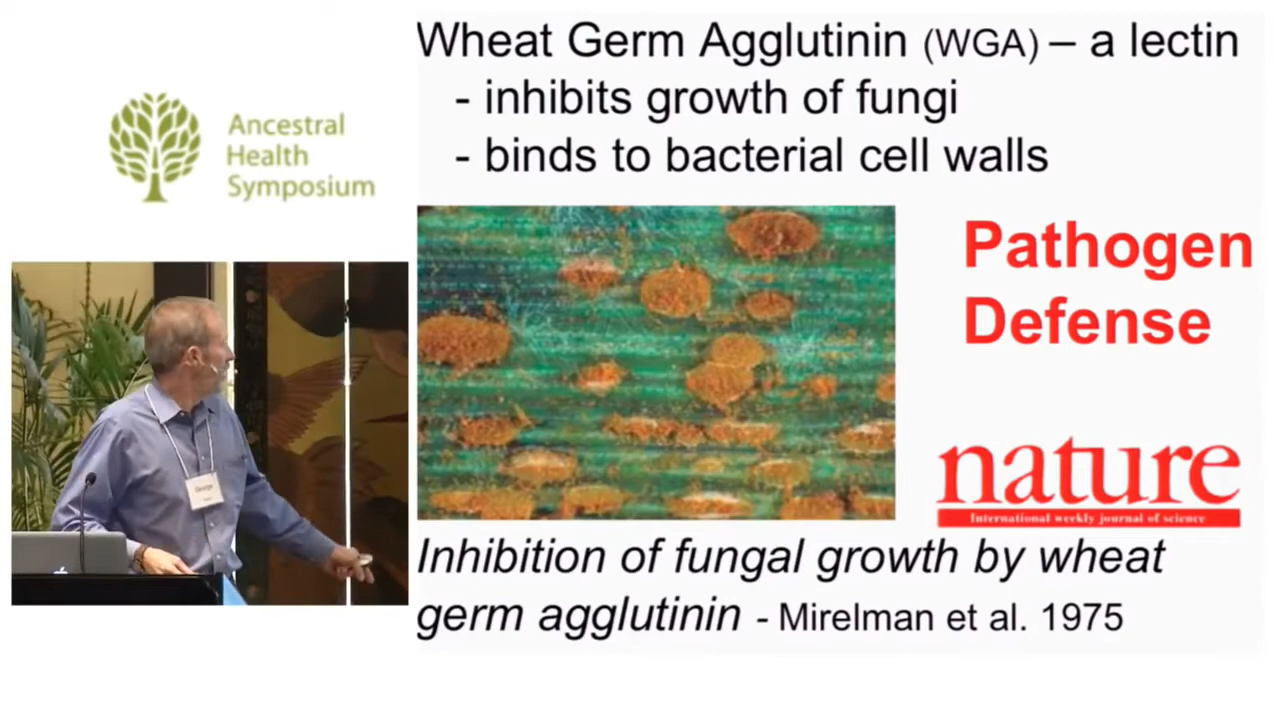 Wheat Germ Agglutinin (WGA) – a lectin
- inhibits growth of fungi
- binds to bacterial cell walls
Ancestral
Health
Symposium
Pathogen
Defense
nature
International weekly journal of science
Inhibition of fungal growth by wheat
germ agglutinin - Mirelman et al. 1975
George